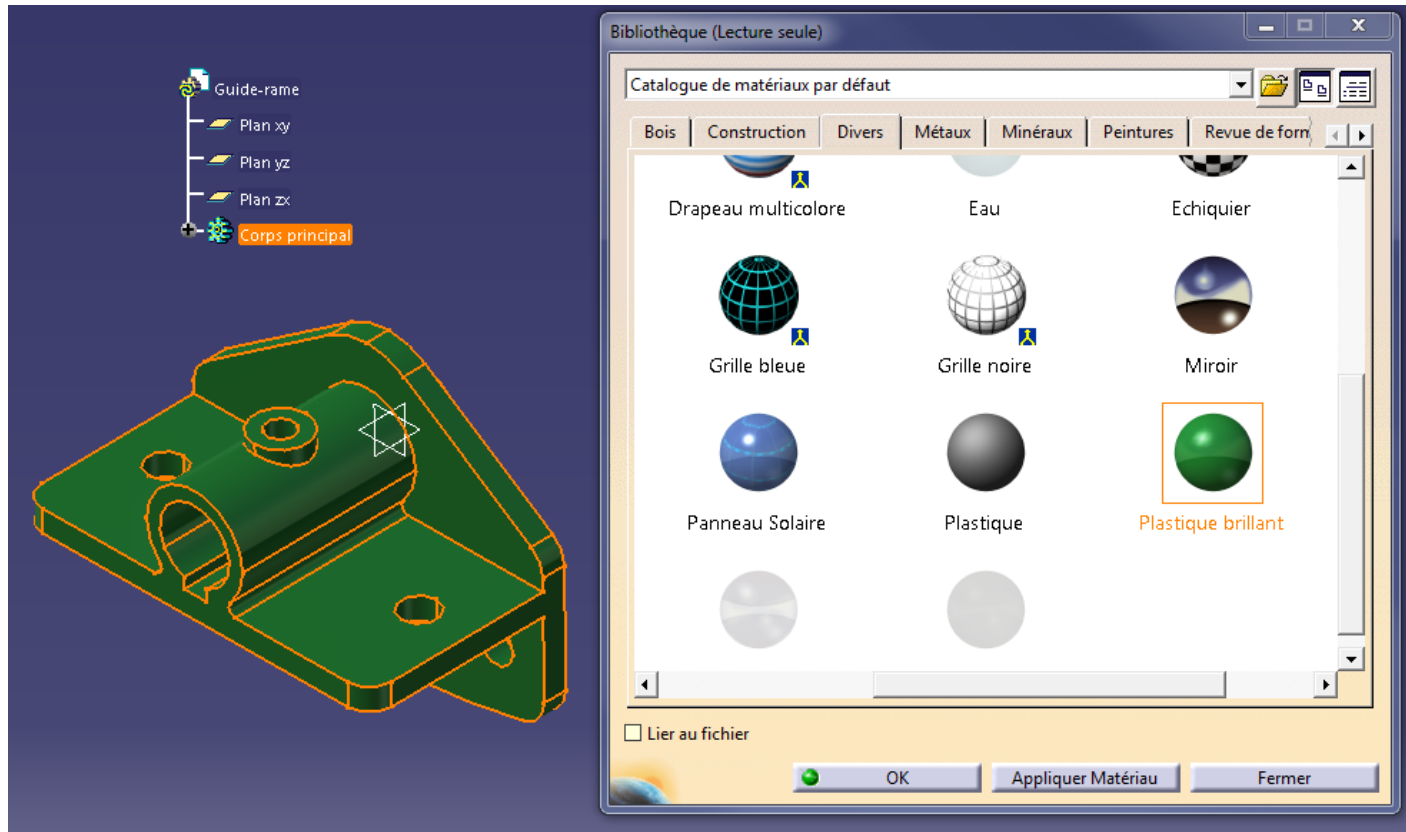 Bibliothèque (Lecture seule)
Guide-rame
Plan xy
Plan yz
Plan zx
Corps principal
Catalogue de matériaux par défaut
Bois Construction Divers Métaux Minéraux Peintures Revue de form
Drapeau multicolore Eau Echiquier
Grille bleue Grille noire Miroir
Panneau Solaire Plastique Plastique brillant
Lier au fichier
OK Appliquer Matériau Fermer